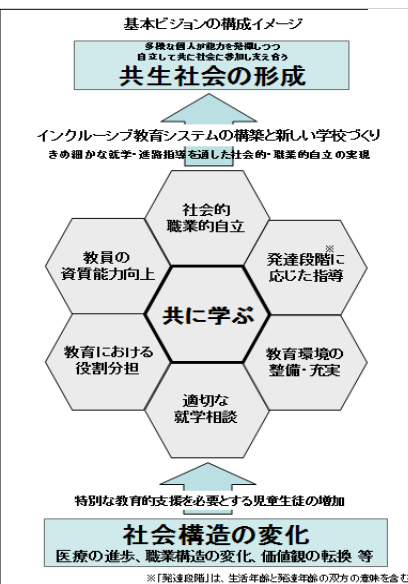 基本ビジョンの構成イメージ
多様な個人が能力を発揮しつつ
自立して共に社会に参加し支え合う
共生社会の形成
インクルーシブ教育システムの構築と新しい学校づくり
きめ細かな就学・進路指導を通した社会的・職業的自立の実現
社会的
職業的自立
教員の
資質能力向上
※
発達段階に
応じた指導
共に学ぶ
教育における
役割分担
教育環境の
整備・充実
適切な
就学相談
特別な教育的支援を必要とする児童生徒の増加
社会構造の変化
医療の進歩、職業構造の変化、価値観の転換 等
※「発達段階」は、生活年齢と発達年齢の双方の意味を含む